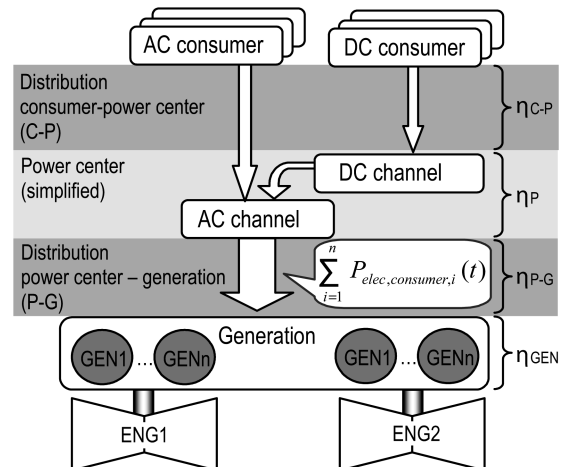 AC consumer
DC consumer
Distribution
consumer-power center
(C-P)
ηC-P
Power center
(simplified)
DC channel
AC channel
ηP
Distribution
power center – generation
(P-G)
n
∑ Pelec,consumer,i (t)
i=1
ηP-G
Generation
GEN1 ... GENn
GEN1 ... GENn
ηGEN
ENG1
ENG2